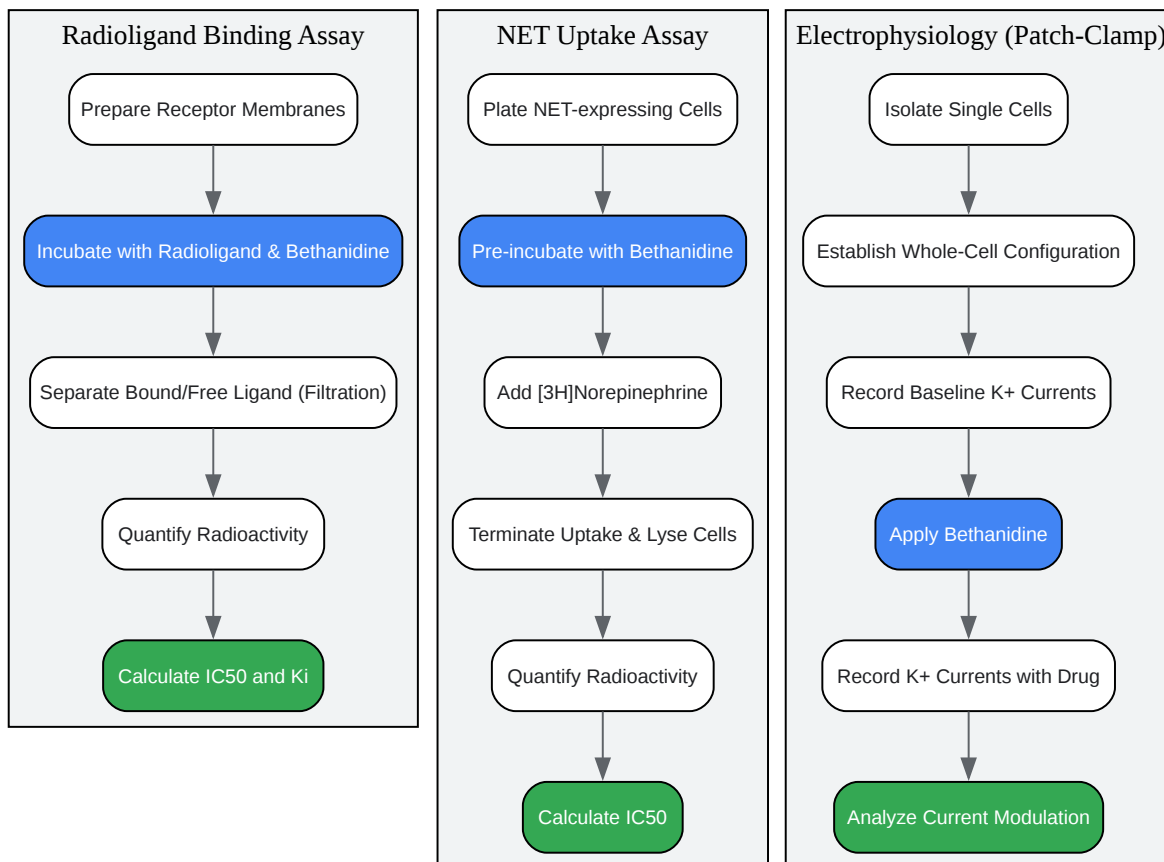 Radioligand Binding Assay
Prepare Receptor Membranes
Incubate with Radioligand & Bethanidine
Separate Bound/Free Ligand (Filtration)
Quantify Radioactivity
Calculate IC50 and Ki
NET Uptake Assay
Plate NET-expressing Cells
Pre-incubate with Bethanidine
Add [3H]Norepinephrine
Terminate Uptake & Lyse Cells
Quantify Radioactivity
Calculate IC50
Electrophysiology (Patch-Clamp)
Isolate Single Cells
Establish Whole-Cell Configuration
Record Baseline K+ Currents
Apply Bethanidine
Record K+ Currents with Drug
Analyze Current Modulation